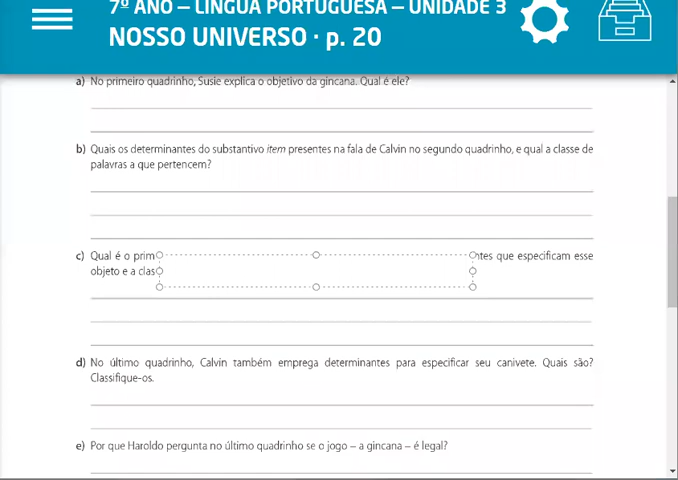 7º ANO – LÍNGUA PORTUGUESA – UNIDADE 3
NOSSO UNIVERSO · p. 20
a) No primeiro quadrinho, Susie explica o objetivo da gincana. Qual é ele?
b) Quais os determinantes do substantivo item presentes na fala de Calvin no segundo quadrinho, e qual a classe de
palavras a que pertencem?
c) Qual é o prim ntes que especificam esse
objeto e a clas
d) No último quadrinho, Calvin também emprega determinantes para especificar seu canivete. Quais são?
Classifique-os.
e) Por que Haroldo pergunta no último quadrinho se o jogo – a gincana – é legal?